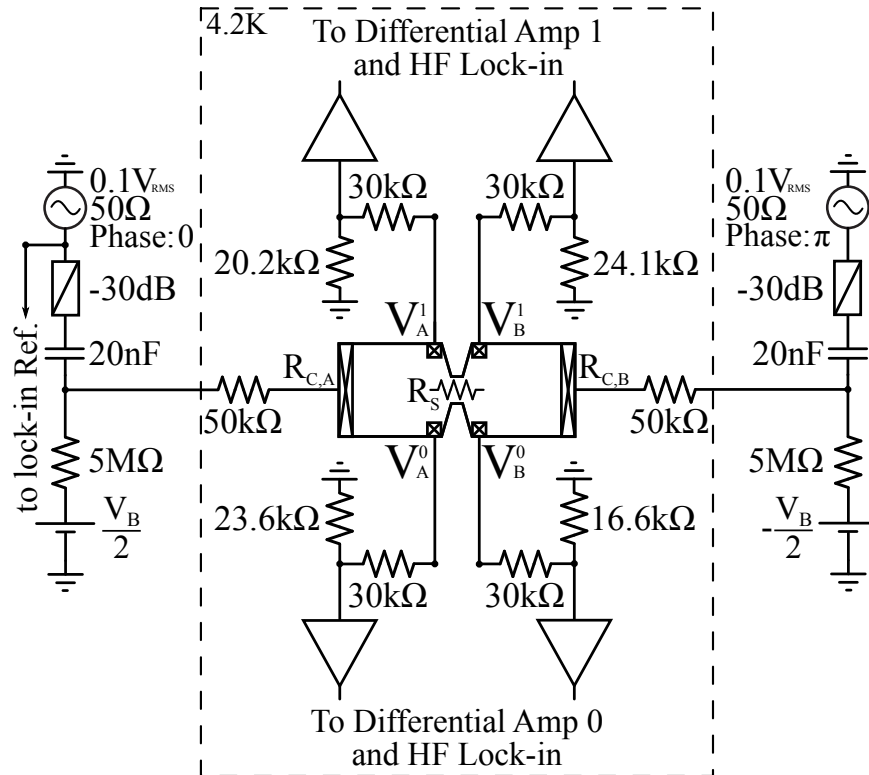 4.2K
To Differential Amp 1
and HF Lock-in
0.1V_RMS
50Ω
Phase:0
-30dB
20nF
to lock-in Ref.
5MΩ
V_B
2
30kΩ
30kΩ
20.2kΩ
24.1kΩ
V_A^1
V_B^1
R_C,A
R_S
R_C,B
50kΩ
50kΩ
V_A^0
V_B^0
23.6kΩ
16.6kΩ
30kΩ
30kΩ
To Differential Amp 0
and HF Lock-in
0.1V_RMS
50Ω
Phase:π
-30dB
20nF
5MΩ
-V_B
2